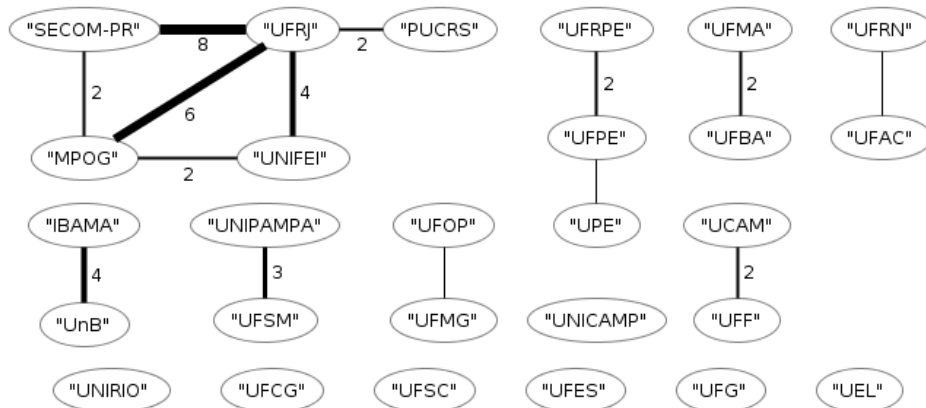 "SECOM-PR" 8 "UFRJ" 2 "PUCRS" "UFRPE" "UFMA" "UFRN"
2 6 4 2 2
"MPOG" 2 "UNIFEI" "UFPE" "UFBA" "UFAC"
"IBAMA" "UNIPAMPA" "UFOP" "UPE" "UCAM"
4 3 2
"UnB" "UFSM" "UFMG" "UNICAMP" "UFF"
"UNIRIO" "UFCG" "UFSC" "UFES" "UFG" "UEL"